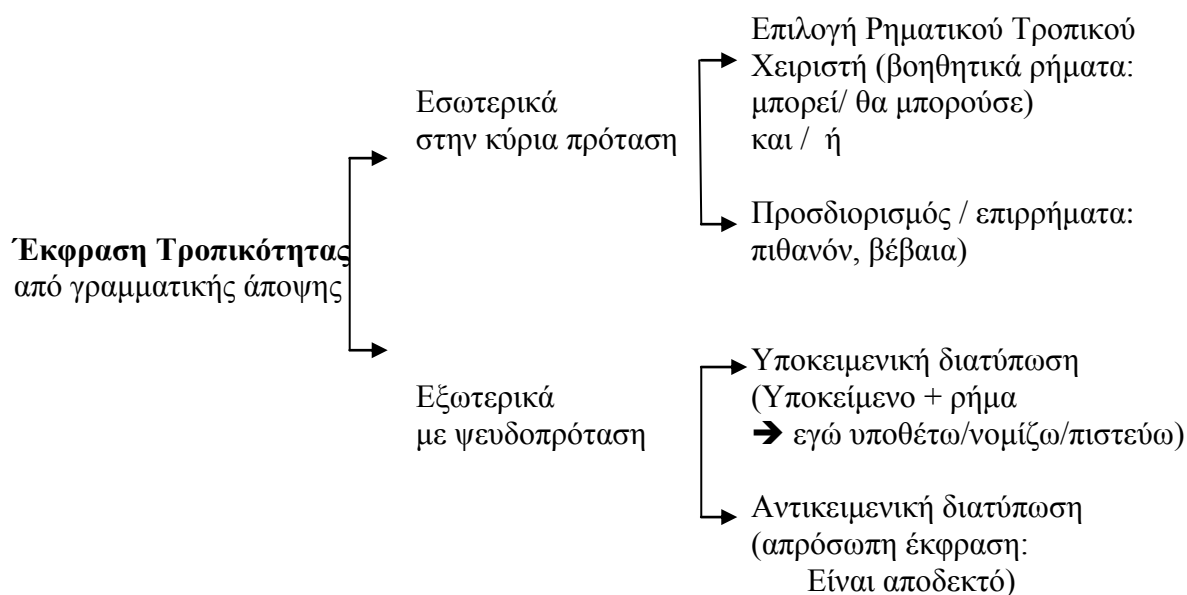 Έκφραση Τροπικότητας
από γραμματικής άποψης
Εσωτερικά
στην κύρια πρόταση
Επιλογή Ρηματικού Τροπικού
Χειριστή (βοηθητικά ρήματα:
μπορεί/ θα μπορούσε)
και / ή
Προσδιορισμός / επιρρήματα:
πιθανόν, βέβαια)
Εξωτερικά
με ψευδοπρόταση
Υποκειμενική διατύπωση
(Υποκείμενο + ρήμα
➔ εγώ υποθέτω/νομίζω/πιστεύω)
Αντικειμενική διατύπωση
(απρόσωπη έκφραση:
Είναι αποδεκτό)